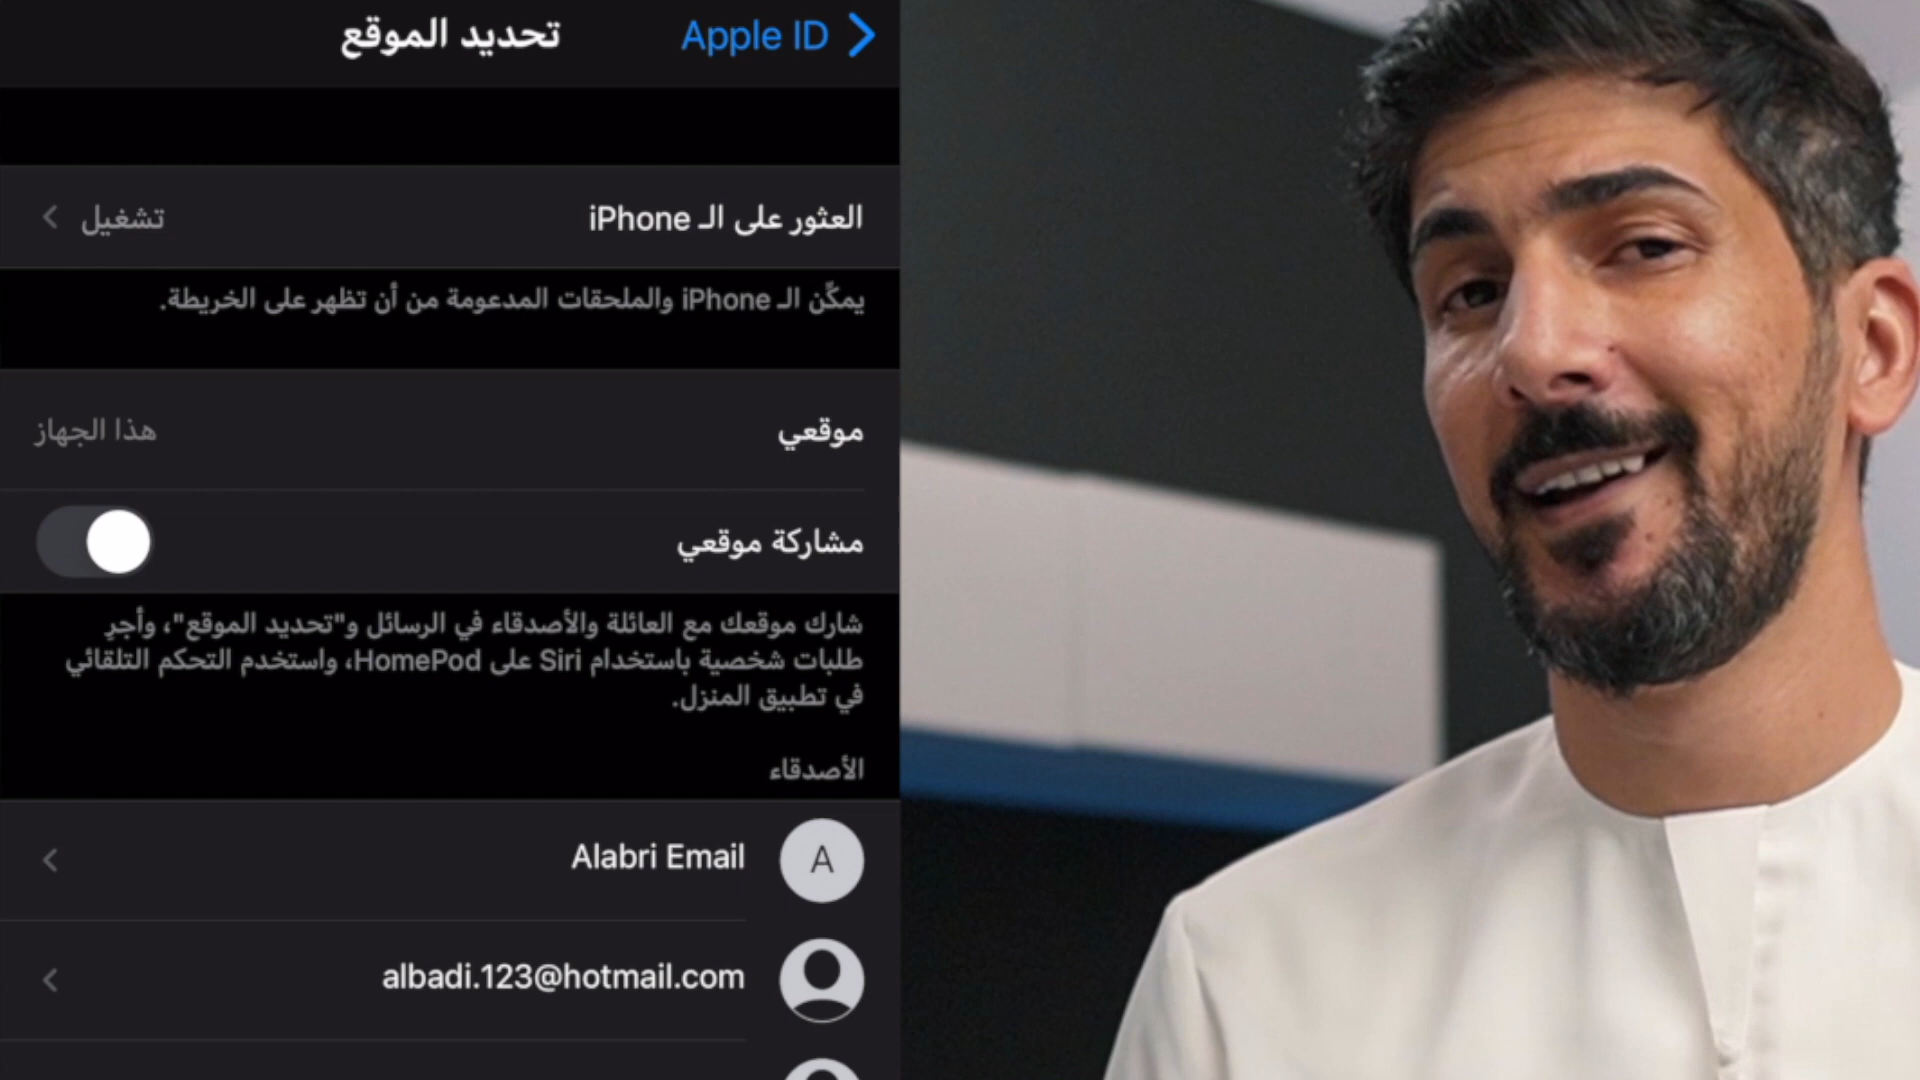 Apple ID
تحديد الموقع
العثور على الـ iPhone
تشغيل
يمكِّن الـ iPhone والملحقات المدعومة من أن تظهر على الخريطة.
موقعي
هذا الجهاز
مشاركة موقعي
شارك موقعك مع العائلة والأصدقاء في الرسائل و"تحديد الموقع"، وأجرِ
طلبات شخصية باستخدام Siri على HomePod، واستخدم التحكم التلقائي
في تطبيق المنزل.
الأصدقاء
A
Alabri Email
albadi.123@hotmail.com